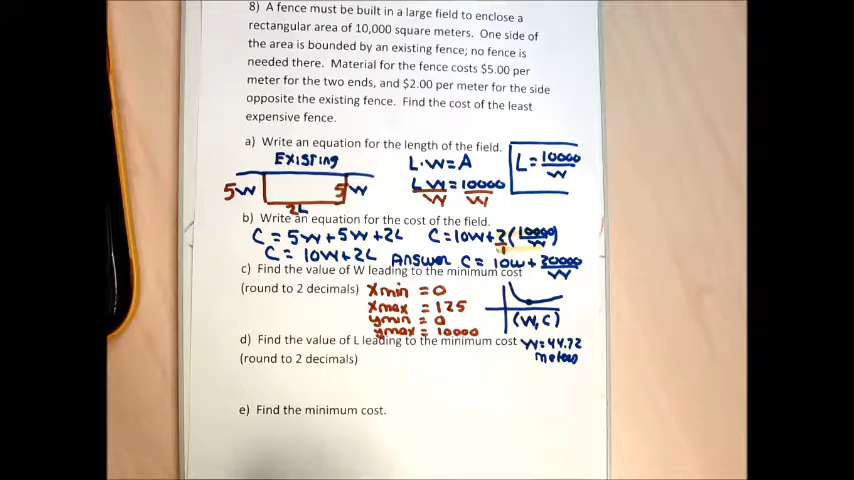 8) A fence must be built in a large field to enclose a
rectangular area of 10,000 square meters. One side of
the area is bounded by an existing fence; no fence is
needed there. Material for the fence costs $5.00 per
meter for the two ends, and $2.00 per meter for the side
opposite the existing fence. Find the cost of the least
expensive fence.
a) Write an equation for the length of the field.
EXISTING
5W 5W
2L
L·W=A
LW/W = 10000/W
L = 10000/W
b) Write an equation for the cost of the field.
C = 5W+5W+2L C=10W+2/1(10000/W)
C = 10W+2L Answer C = 10W+20000/W
c) Find the value of W leading to the minimum cost
(round to 2 decimals) xmin =0
xmax =125
ymin =0
ymax =10000
(W,C)
W=44.72
meters
d) Find the value of L leading to the minimum cost
(round to 2 decimals)
e) Find the minimum cost.